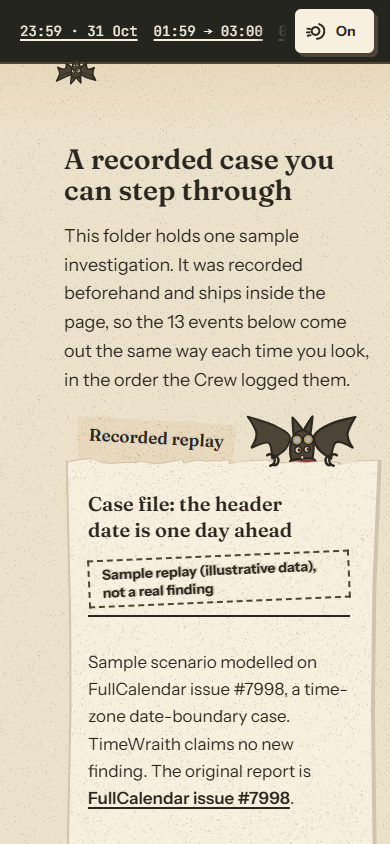 23:59 · 31 Oct 01:59 → 03:00
On
A recorded case you
can step through
This folder holds one sample
investigation. It was recorded
beforehand and ships inside the
page, so the 13 events below come
out the same way each time you look,
in the order the Crew logged them.
Recorded replay
Case file: the header
date is one day ahead
Sample replay (illustrative data),
not a real finding
Sample scenario modelled on
FullCalendar issue #7998, a time-
zone date-boundary case.
TimeWraith claims no new
finding. The original report is
FullCalendar issue #7998.